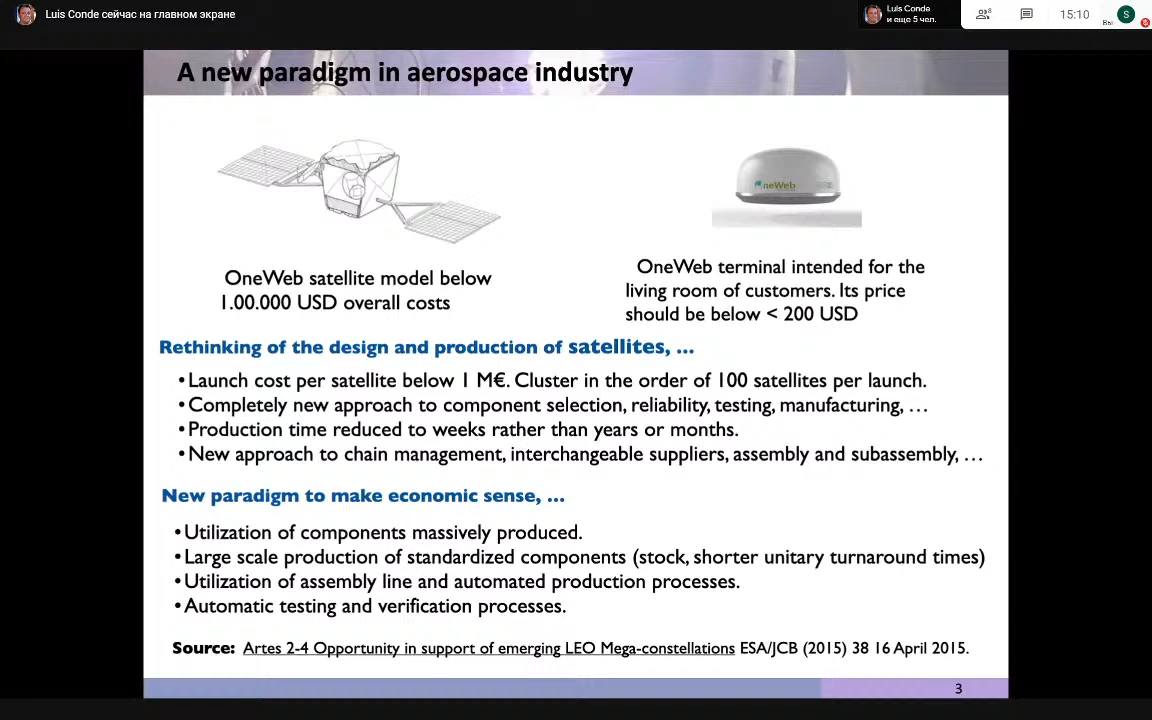 Luis Conde сейчас на главном экране
Luis Conde
и еще 5 чел.
8
15:10
Вы
S
A new paradigm in aerospace industry
neWeb
OneWeb satellite model below
1.00.000 USD overall costs
OneWeb terminal intended for the
living room of customers. Its price
should be below < 200 USD
Rethinking of the design and production of satellites, ...
•Launch cost per satellite below 1 M€. Cluster in the order of 100 satellites per launch.
•Completely new approach to component selection, reliability, testing, manufacturing, …
•Production time reduced to weeks rather than years or months.
•New approach to chain management, interchangeable suppliers, assembly and subassembly, …
New paradigm to make economic sense, ...
•Utilization of components massively produced.
•Large scale production of standardized components (stock, shorter unitary turnaround times)
•Utilization of assembly line and automated production processes.
•Automatic testing and verification processes.
Source: Artes 2-4 Opportunity in support of emerging LEO Mega-constellations ESA/JCB (2015) 38 16 April 2015.
3